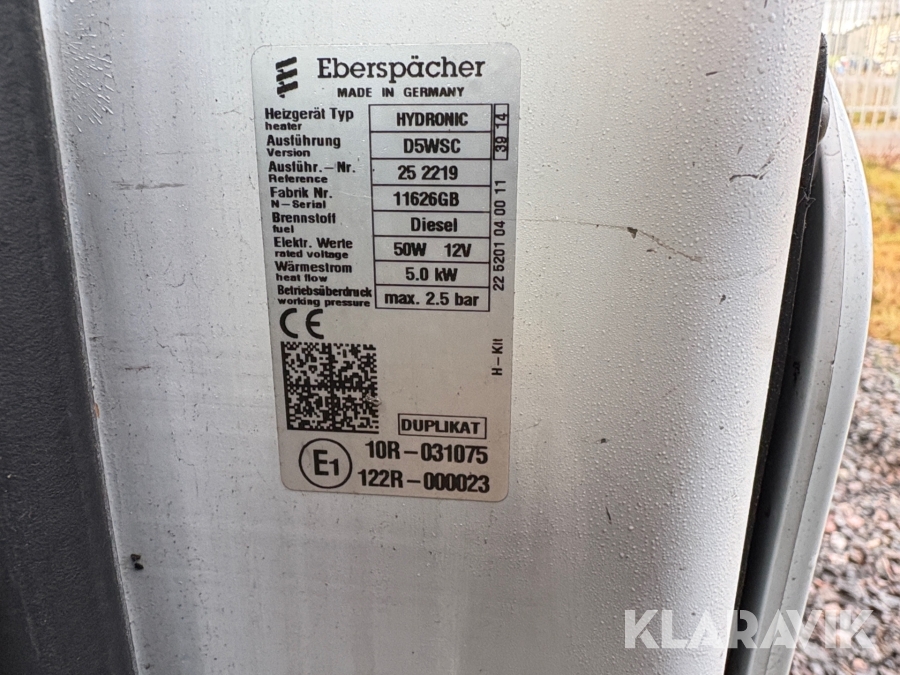 Eberspächer
MADE IN GERMANY
Heizgerät Typ HYDRONIC
heater
Ausführung D5WSC
Version
Ausführ.-Nr. 25 2219
Reference
Fabrik Nr. 11626GB
N-Serial
Brennstoff Diesel
fuel
Elektr. Werte 50W 12V
rated voltage
Wärmestrom 5.0 kW
heat flow
Betriebsüberdruck max. 2.5 bar
working pressure
39 14
22 5201 04 00 11
H-Kit
CE
DUPLIKAT
E1
10R-031075
122R-000023
KLARAVIK